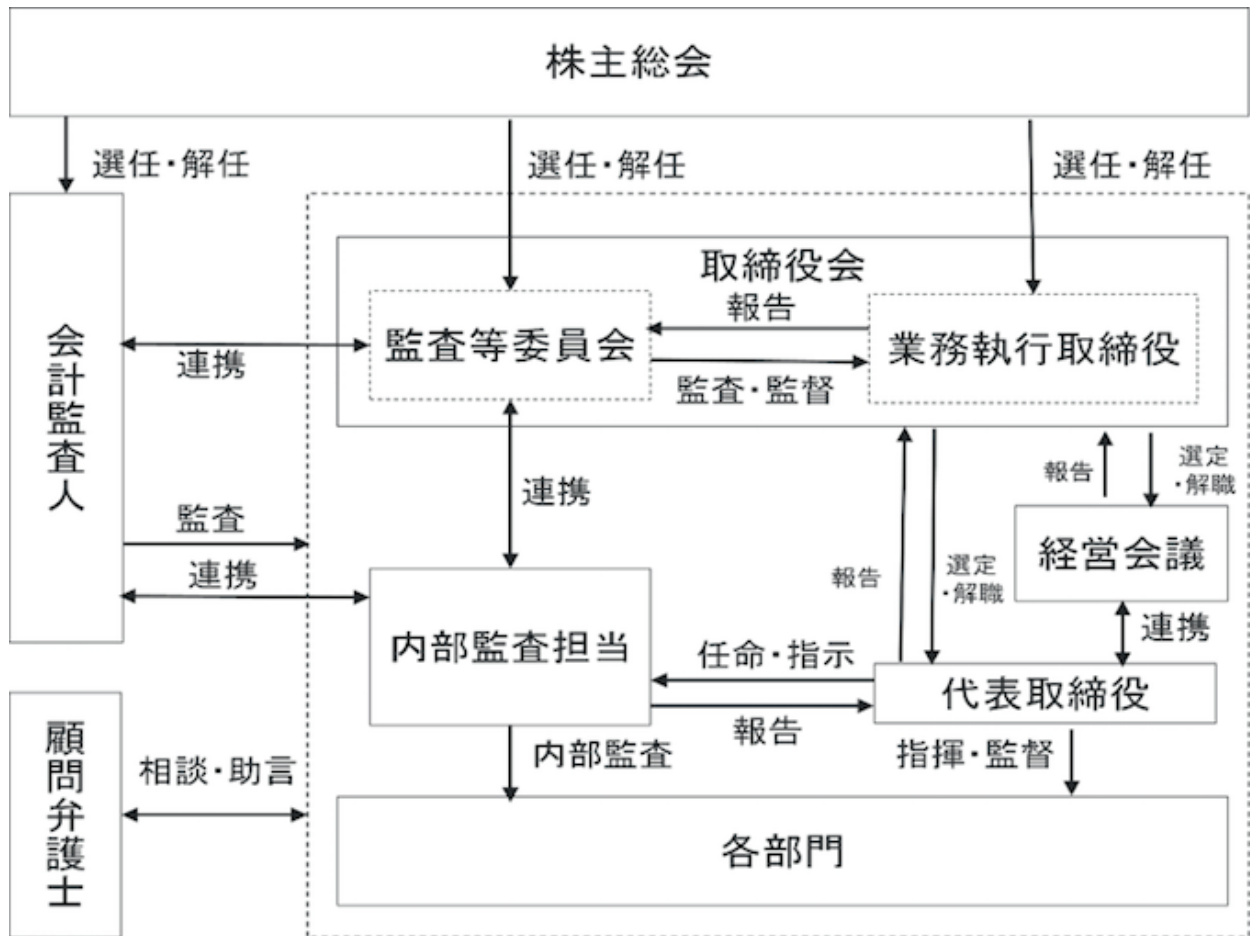 株主総会
選任・解任
選任・解任
選任・解任
取締役会
報告
監査等委員会
業務執行取締役
監査・監督
会計監査人
連携
連携
監査
連携
報告
選定
・解職
経営会議
報告
選定
・解職
連携
内部監査担当
任命・指示
代表取締役
報告
内部監査
指揮・監督
顧問弁護士
相談・助言
各部門